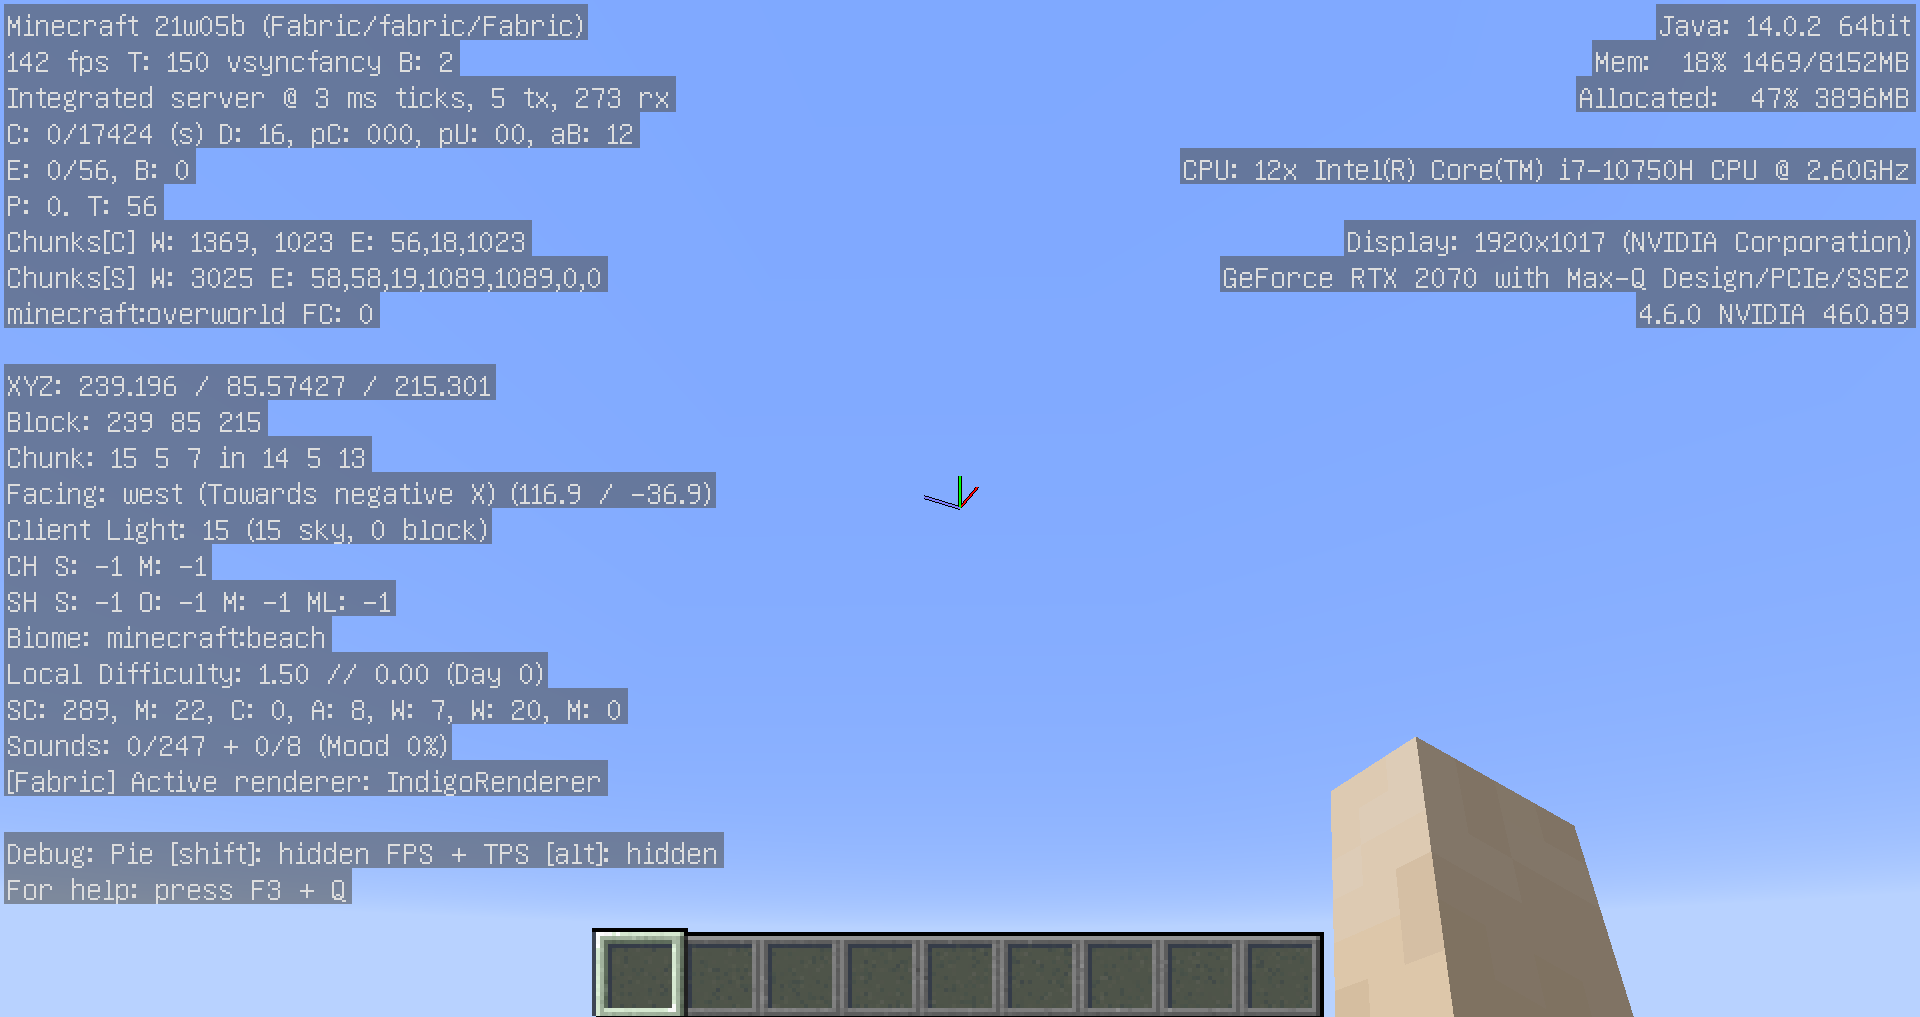 Minecraft 21w05b (Fabric/fabric/Fabric)
142 fps T: 150 vsyncfancy B: 2
Integrated server @ 3 ms ticks, 5 tx, 273 rx
C: 0/17424 (s) D: 16, pC: 000, pU: 00, aB: 12
E: 0/56, B: 0
P: 0. T: 56
Chunks[C] W: 1369, 1023 E: 56,18,1023
Chunks[S] W: 3025 E: 58,58,19,1089,1089,0,0
minecraft:overworld FC: 0
XYZ: 239.196 / 85.57427 / 215.301
Block: 239 85 215
Chunk: 15 5 7 in 14 5 13
Facing: west (Towards negative X) (116.9 / -36.9)
Client Light: 15 (15 sky, 0 block)
CH S: -1 M: -1
SH S: -1 O: -1 M: -1 ML: -1
Biome: minecraft:beach
Local Difficulty: 1.50 // 0.00 (Day 0)
SC: 289, M: 22, C: 0, A: 8, W: 7, W: 20, M: 0
Sounds: 0/247 + 0/8 (Mood 0%)
[Fabric] Active renderer: IndigoRenderer
Debug: Pie [shift]: hidden FPS + TPS [alt]: hidden
For help: press F3 + Q
Java: 14.0.2 64bit
Mem: 18% 1469/8152MB
Allocated: 47% 3896MB
CPU: 12x Intel(R) Core(TM) i7-10750H CPU @ 2.60GHz
Display: 1920x1017 (NVIDIA Corporation)
GeForce RTX 2070 with Max-Q Design/PCIe/SSE2
4.6.0 NVIDIA 460.89